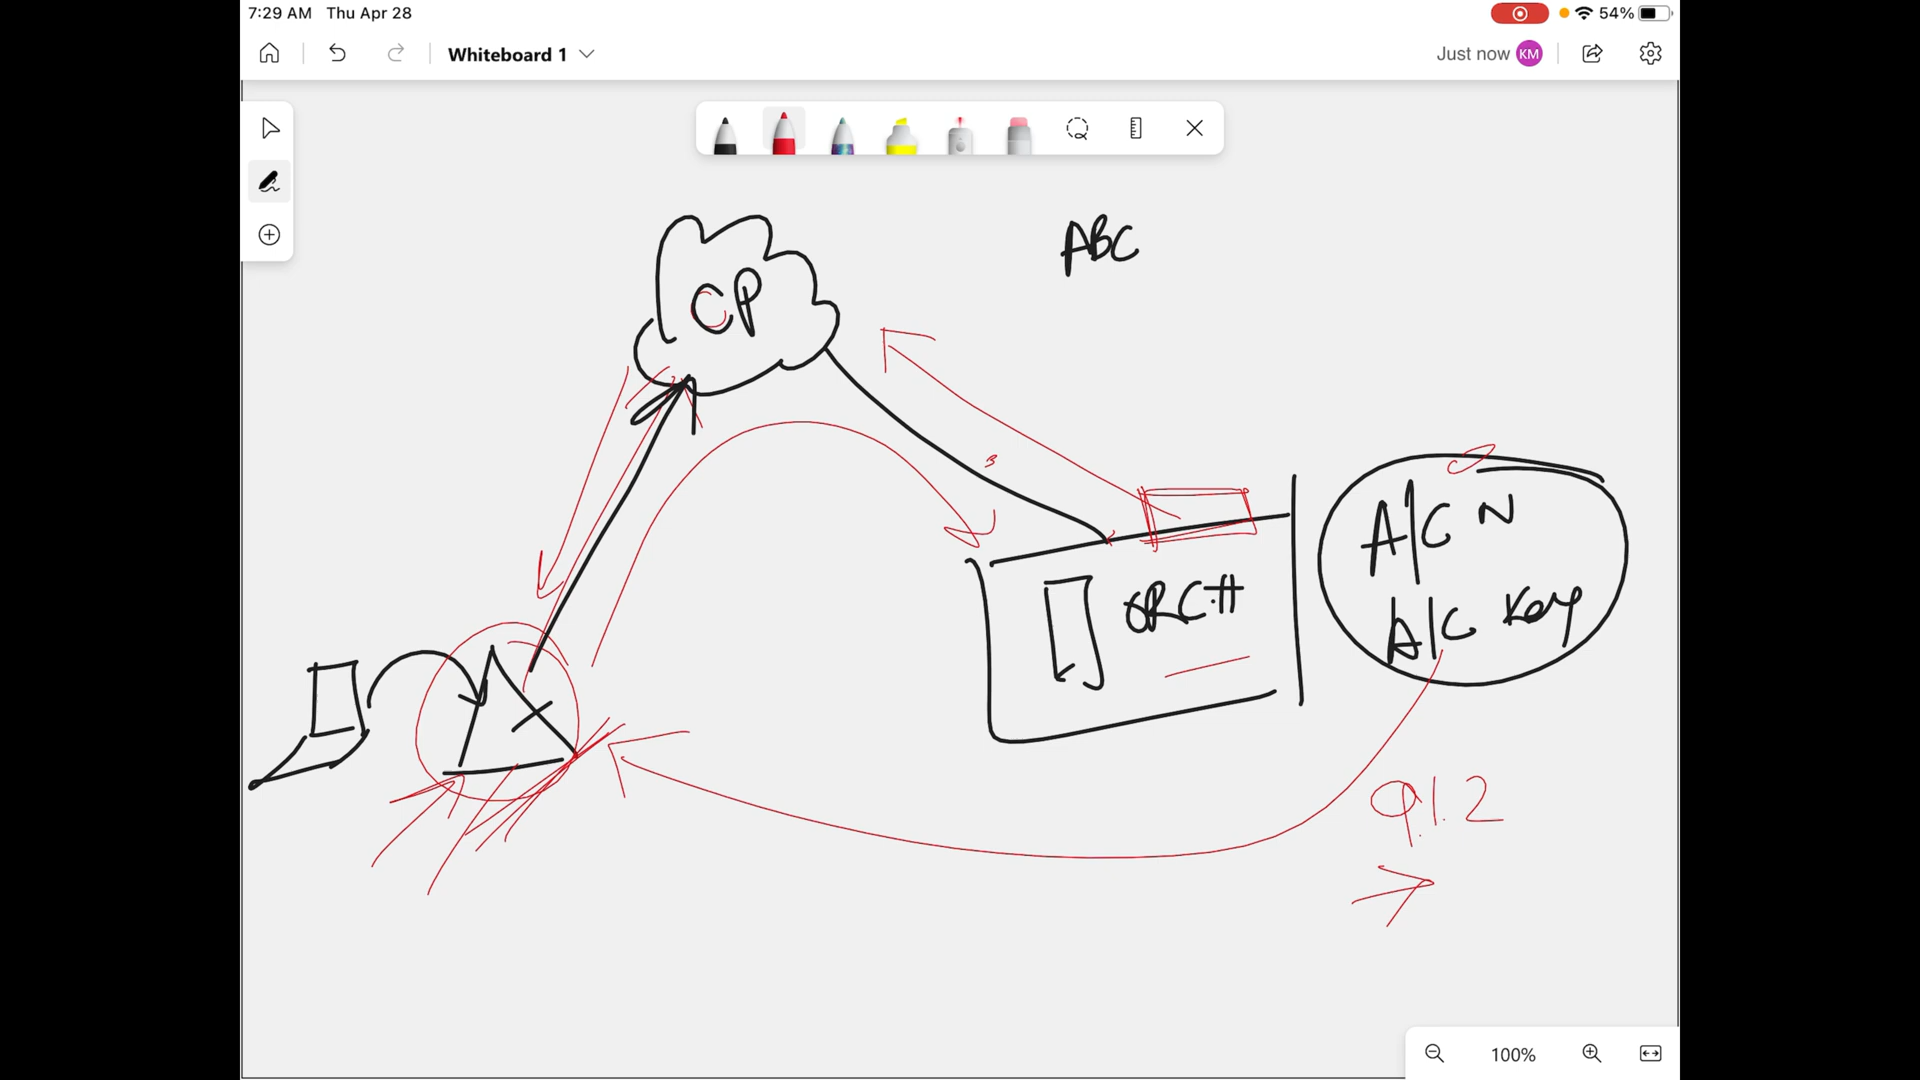 7:29 AM Thu Apr 28
54%
Whiteboard 1
Just now KM
ABC
CP
A/C N
ORCH
A/C Key
9.1.2
100%